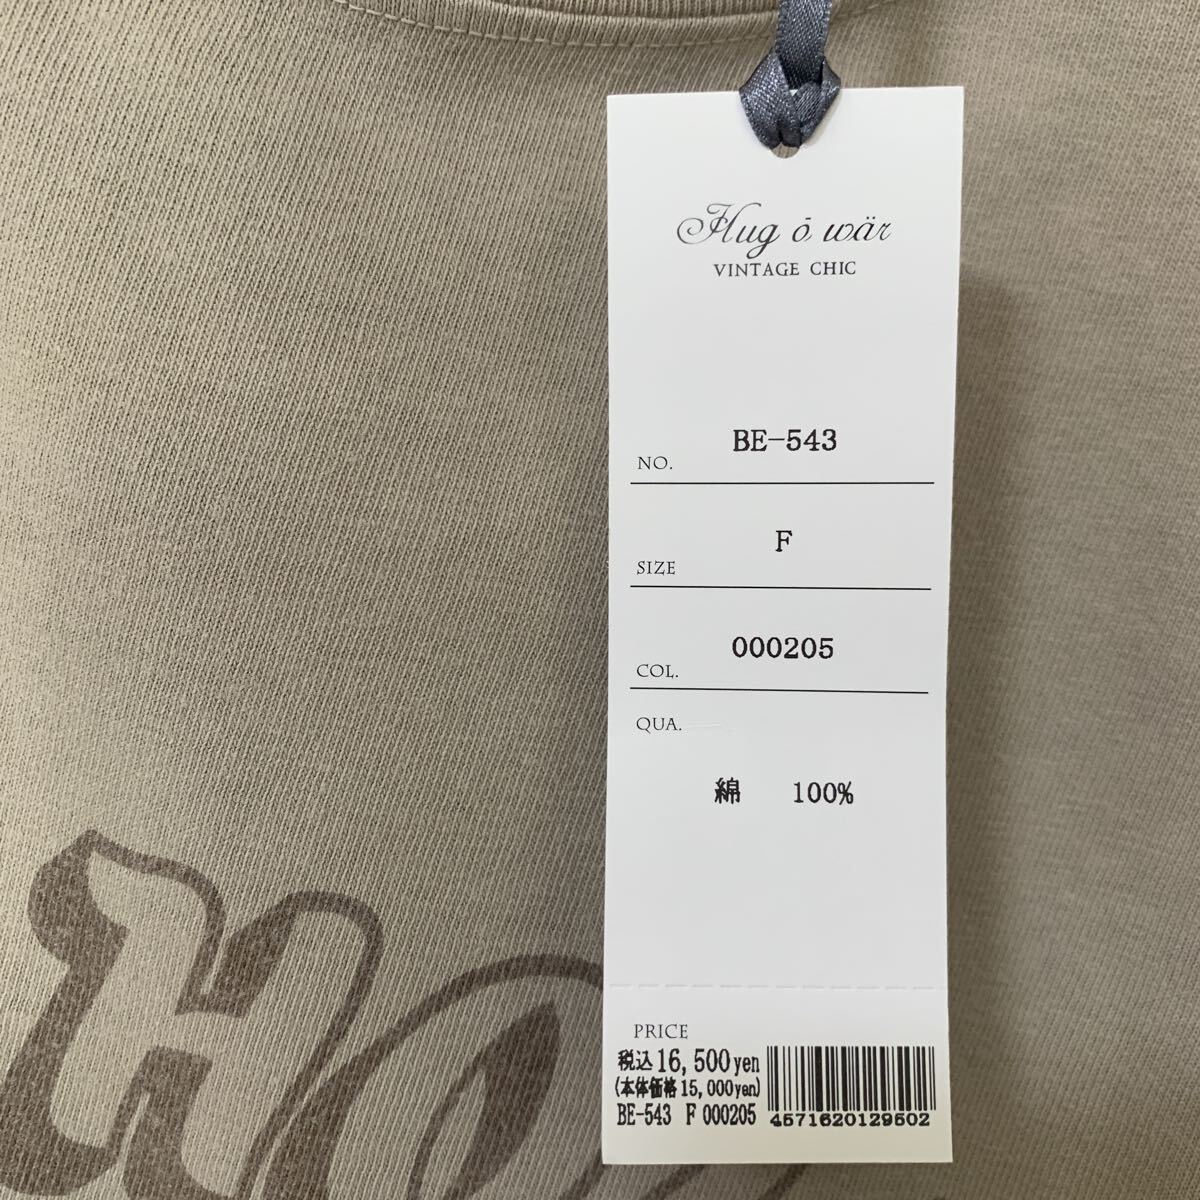 Hug ō wär
VINTAGE CHIC
NO. BE-543
SIZE F
COL. 000205
QUA.
綿 100%
PRICE
税込16,500yen
(本体価格15,000yen)
BE-543 F 000205
4571620129502